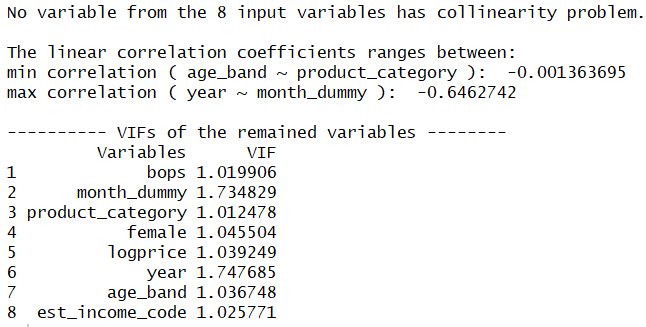 No variable from the 8 input variables has collinearity problem.
The linear correlation coefficients ranges between:
min correlation ( age_band ~ product_category ):  -0.001363695
max correlation ( year ~ month_dummy ):  -0.6462742
---------- VIFs of the remained variables --------
Variables VIF
1 bops 1.019906
2 month_dummy 1.734829
3 product_category 1.012478
4 female 1.045504
5 logprice 1.039249
6 year 1.747685
7 age_band 1.036748
8 est_income_code 1.025771